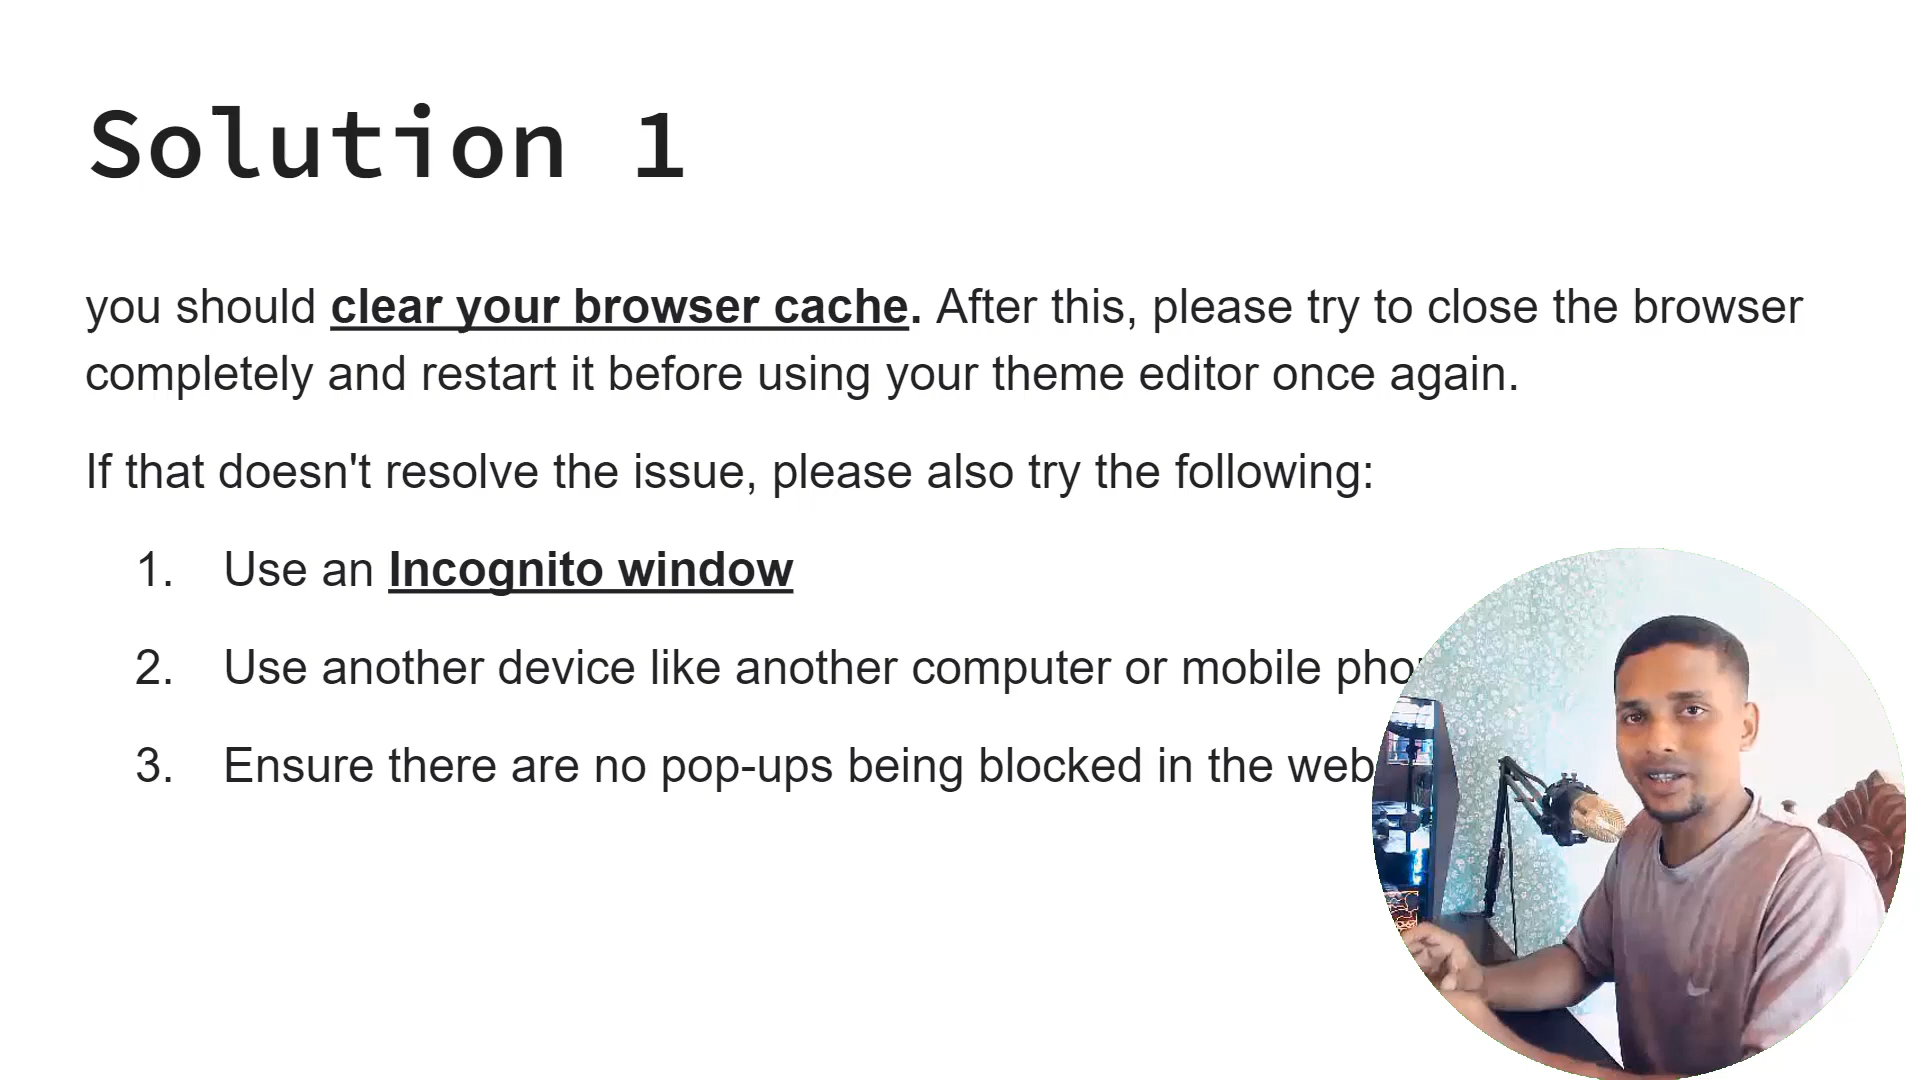 Solution 1
you should clear your browser cache. After this, please try to close the browser
completely and restart it before using your theme editor once again.
If that doesn't resolve the issue, please also try the following:
1. Use an Incognito window
2. Use another device like another computer or mobile
3. Ensure there are no pop-ups being blocked in the web